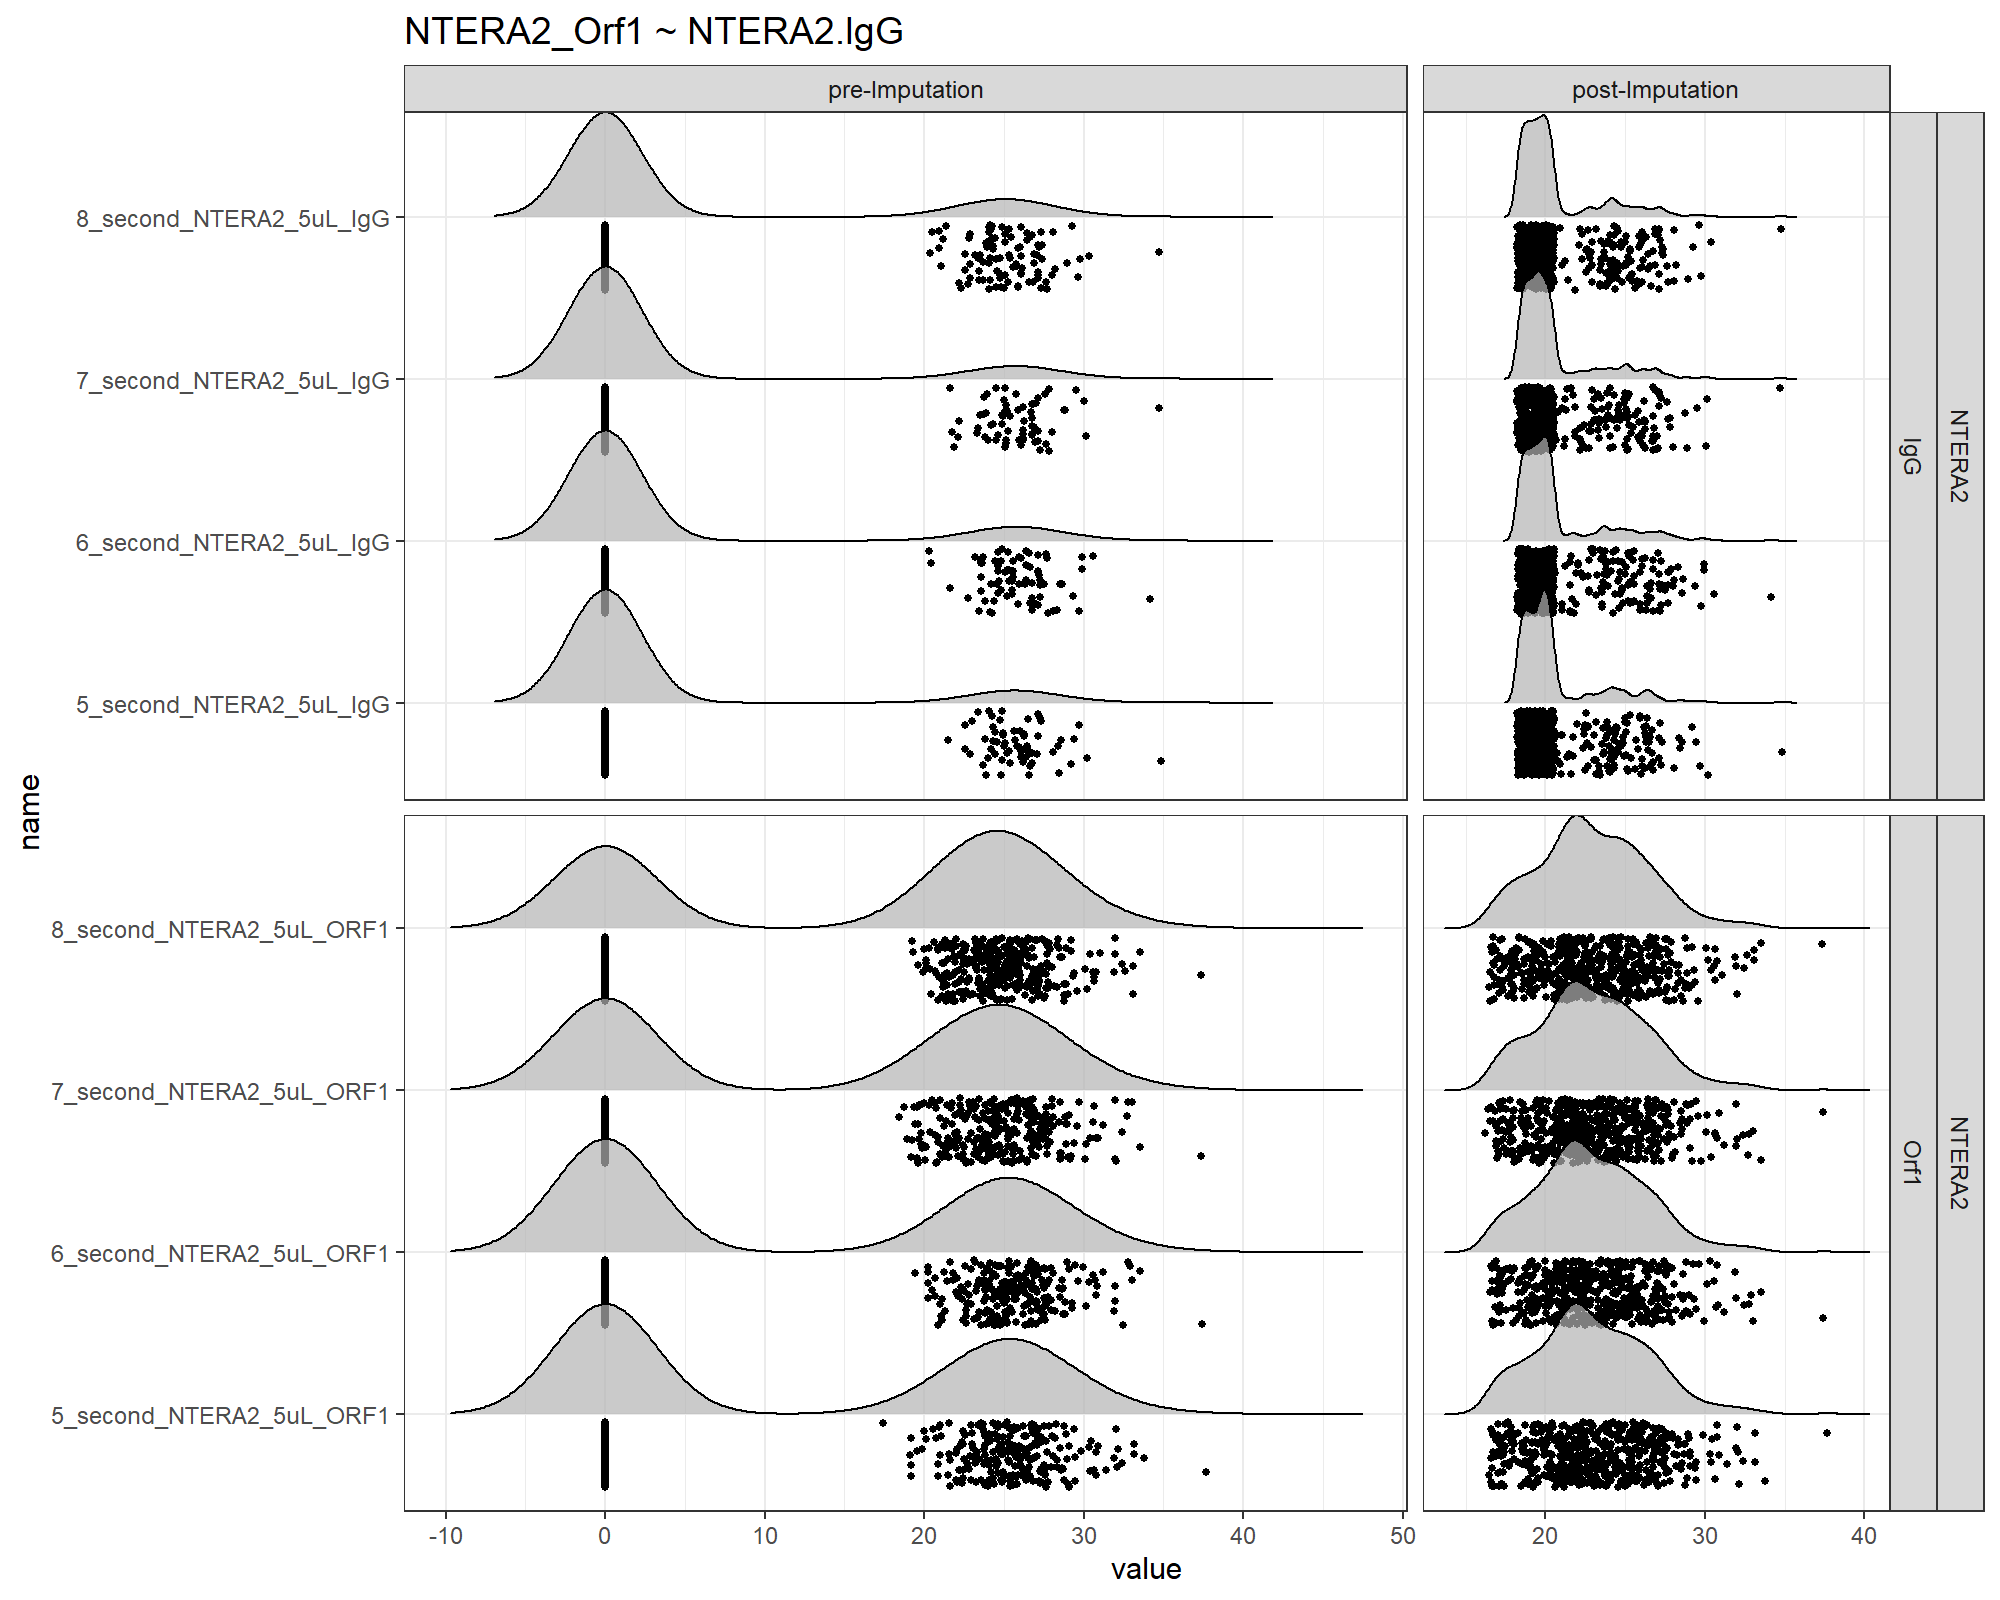 NTERA2_Orf1 ~ NTERA2.IgG
pre-Imputation
post-Imputation
8_second_NTERA2_5uL_IgG
7_second_NTERA2_5uL_IgG
6_second_NTERA2_5uL_IgG
5_second_NTERA2_5uL_IgG
IgG
NTERA2
name
8_second_NTERA2_5uL_ORF1
7_second_NTERA2_5uL_ORF1
6_second_NTERA2_5uL_ORF1
5_second_NTERA2_5uL_ORF1
Orf1
NTERA2
-10 0 10 20 30 40 50
20 30 40
value